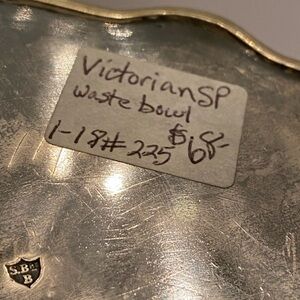 Victorian SP
waste bowl
1-18# 225 $68-
B